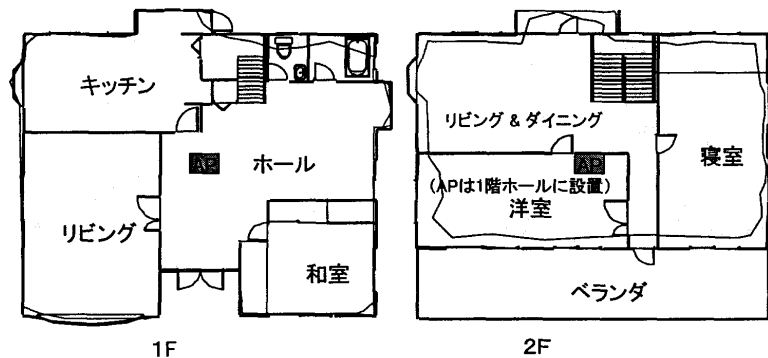 キッチン
AP
ホール
リビング
和室
1F
リビング & ダイニング
AP
(APは1階ホールに設置)
洋室
寝室
ベランダ
2F